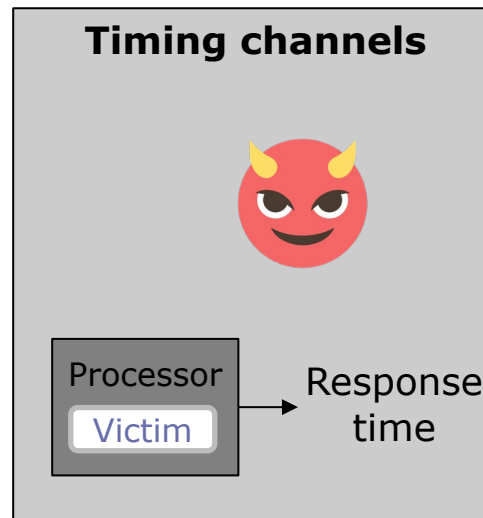 Timing channels
Processor
Victim
Response
time